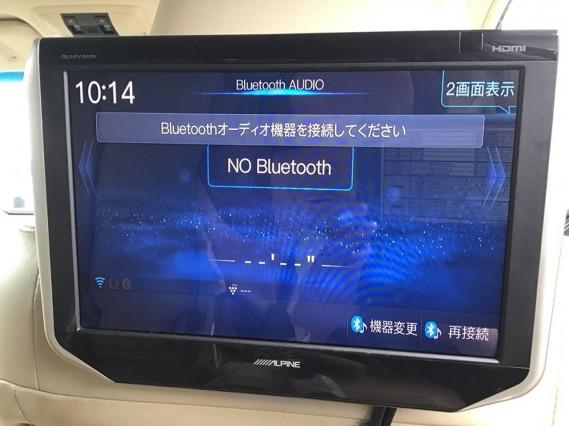 REARVISION
HDMI
10:14
Bluetooth AUDIO
2画面表示
Bluetoothオーディオ機器を接続してください
NO Bluetooth
--'--"
---
機器変更
再接続
ALPINE